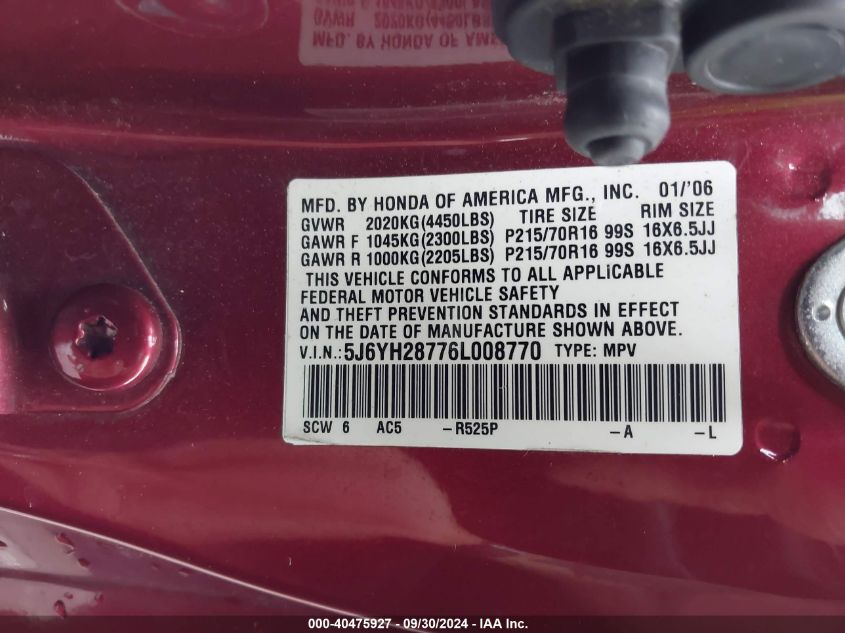 MFD. BY HONDA OF AMERICA MFG., INC. 01/'06
GVWR 2020KG(4450LBS) TIRE SIZE RIM SIZE
GAWR F 1045KG(2300LBS) P215/70R16 99S 16X6.5JJ
GAWR R 1000KG(2205LBS) P215/70R16 99S 16X6.5JJ
THIS VEHICLE CONFORMS TO ALL APPLICABLE
FEDERAL MOTOR VEHICLE SAFETY
AND THEFT PREVENTION STANDARDS IN EFFECT
ON THE DATE OF MANUFACTURE SHOWN ABOVE.
V.I.N.:5J6YH28776L008770 TYPE: MPV
SCW 6 AC5 -R525P -A -L
000-40475927 - 09/30/2024 - IAA Inc.